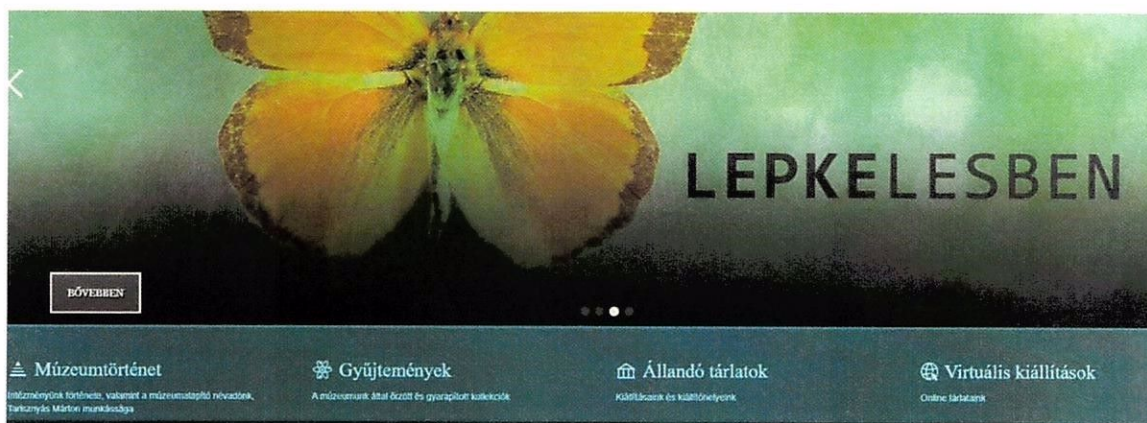 LEPKELESBEN
BŐVEBBEN
Múzeumtörténet
Intézményünk története, valamint a múzeumalapító névadónk,
Tarisznyás Márton munkássága
Gyűjtemények
A múzeumunk által őrzött és gyarapított kollekciók
Állandó tárlatok
Kiállításaink és kiállítóhelyeink
Virtuális kiállítások
Online tárlataink